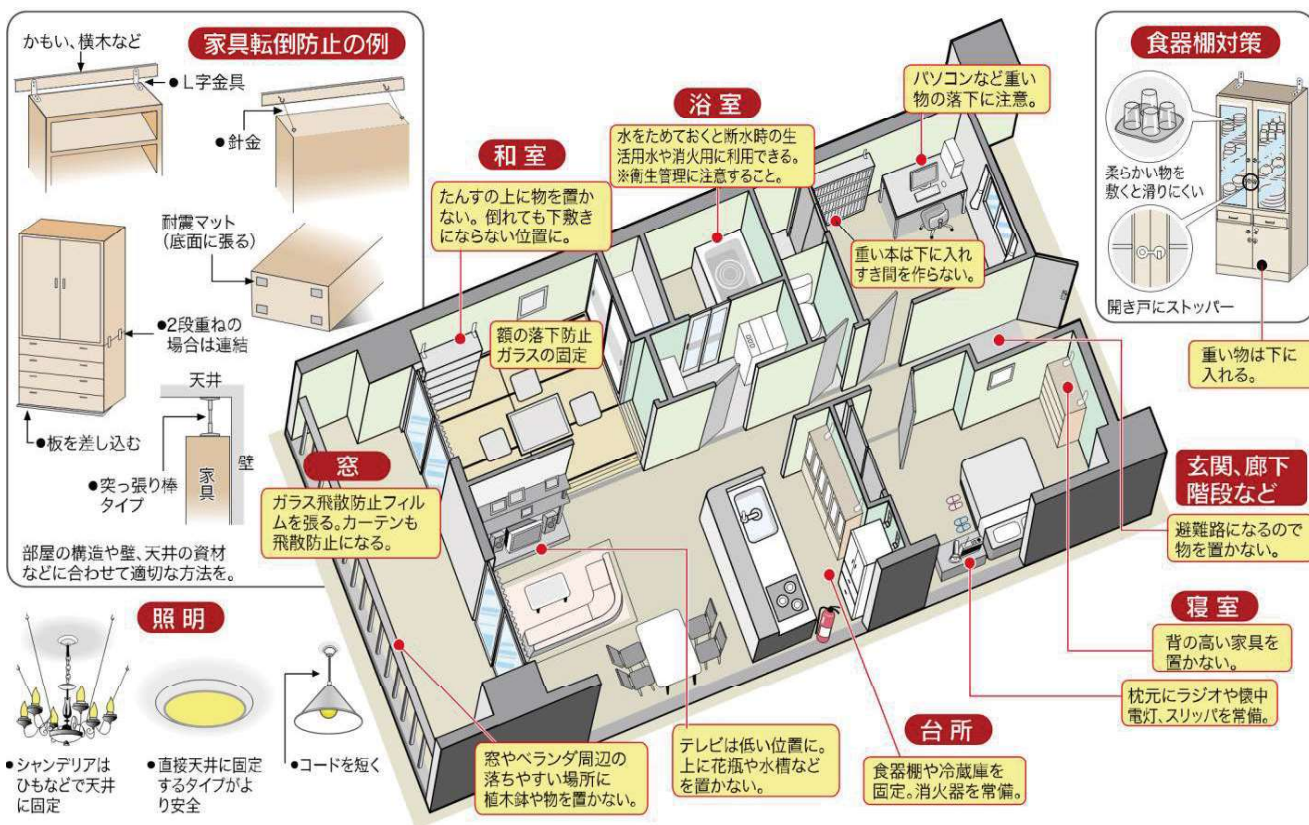 家具転倒防止の例
かもい、横木など
●L字金具
●針金
耐震マット
(底面に張る)
●2段重ねの
場合は連結
●板を差し込む
天井
壁
家具
●突っ張り棒
タイプ
部屋の構造や壁、天井の資材
などに合わせて適切な方法を。
照明
●シャンデリアは
ひもなどで天井
に固定
●直接天井に固定
するタイプがよ
り安全
●コードを短く
和室
たんすの上に物を置か
ない。倒れても下敷き
にならない位置に。
額の落下防止
ガラスの固定
浴室
水をためておくと断水時の生
活用水や消火用に利用できる。
※衛生管理に注意すること。
パソコンなど重い
物の落下に注意。
重い本は下に入れ
すき間を作らない。
窓
ガラス飛散防止フィル
ムを張る。カーテンも
飛散防止になる。
窓やベランダ周辺の
落ちやすい場所に
植木鉢や物を置かない。
テレビは低い位置に。
上に花瓶や水槽など
を置かない。
台所
食器棚や冷蔵庫を
固定。消火器を常備。
食器棚対策
柔らかい物を
敷くと滑りにくい
開き戸にストッパー
重い物は下に
入れる。
玄関、廊下
階段など
避難路になるので
物を置かない。
寝室
背の高い家具を
置かない。
枕元にラジオや懐中
電灯、スリッパを常備。